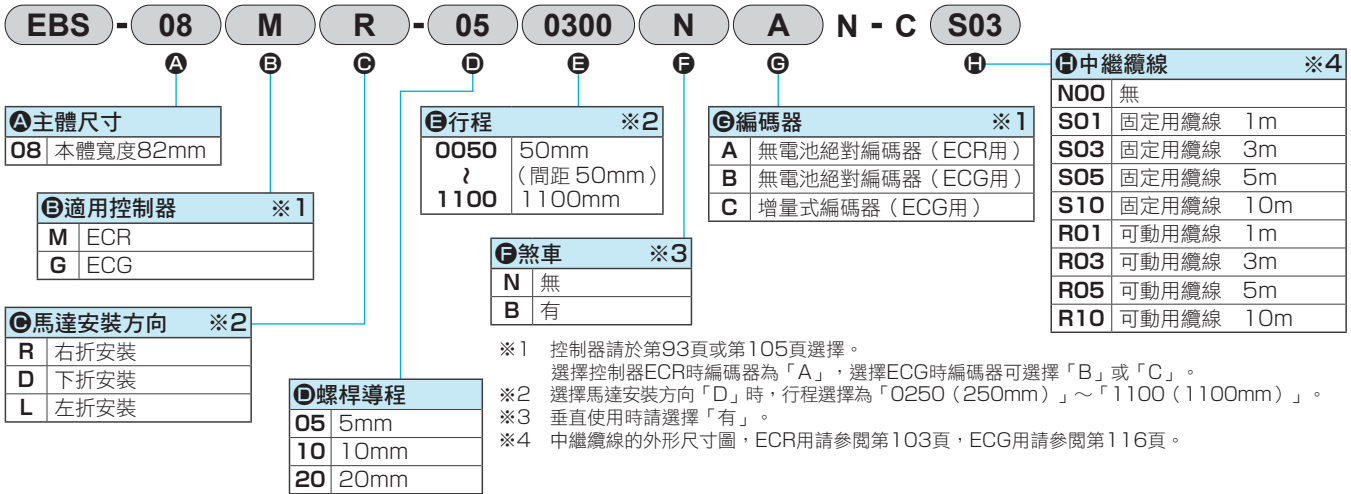 EBS - 08 M R - 05 0300 N A N - C S03
A B C D E F G H
A主體尺寸
08 本體寬度82mm
B適用控制器 ※1
M ECR
G ECG
C馬達安裝方向 ※2
R 右折安裝
D 下折安裝
L 左折安裝
D螺桿導程
05 5mm
10 10mm
20 20mm
E行程 ※2
0050 50mm
≀ （間距 50mm）
1100 1100mm
F煞車 ※3
N 無
B 有
G編碼器 ※1
A 無電池絕對編碼器（ECR用）
B 無電池絕對編碼器（ECG用）
C 增量式編碼器（ECG用）
H中繼纜線 ※4
N00 無
S01 固定用纜線 1m
S03 固定用纜線 3m
S05 固定用纜線 5m
S10 固定用纜線 10m
R01 可動用纜線 1m
R03 可動用纜線 3m
R05 可動用纜線 5m
R10 可動用纜線 10m
※1 控制器請於第93頁或第105頁選擇。
選擇控制器ECR時編碼器為「A」，選擇ECG時編碼器可選擇「B」或「C」。
※2 選擇馬達安裝方向「D」時，行程選擇為「0250（250mm）」～「1100（1100mm）」。
※3 垂直使用時請選擇「有」。
※4 中繼纜線的外形尺寸圖，ECR用請參閱第103頁，ECG用請參閱第116頁。